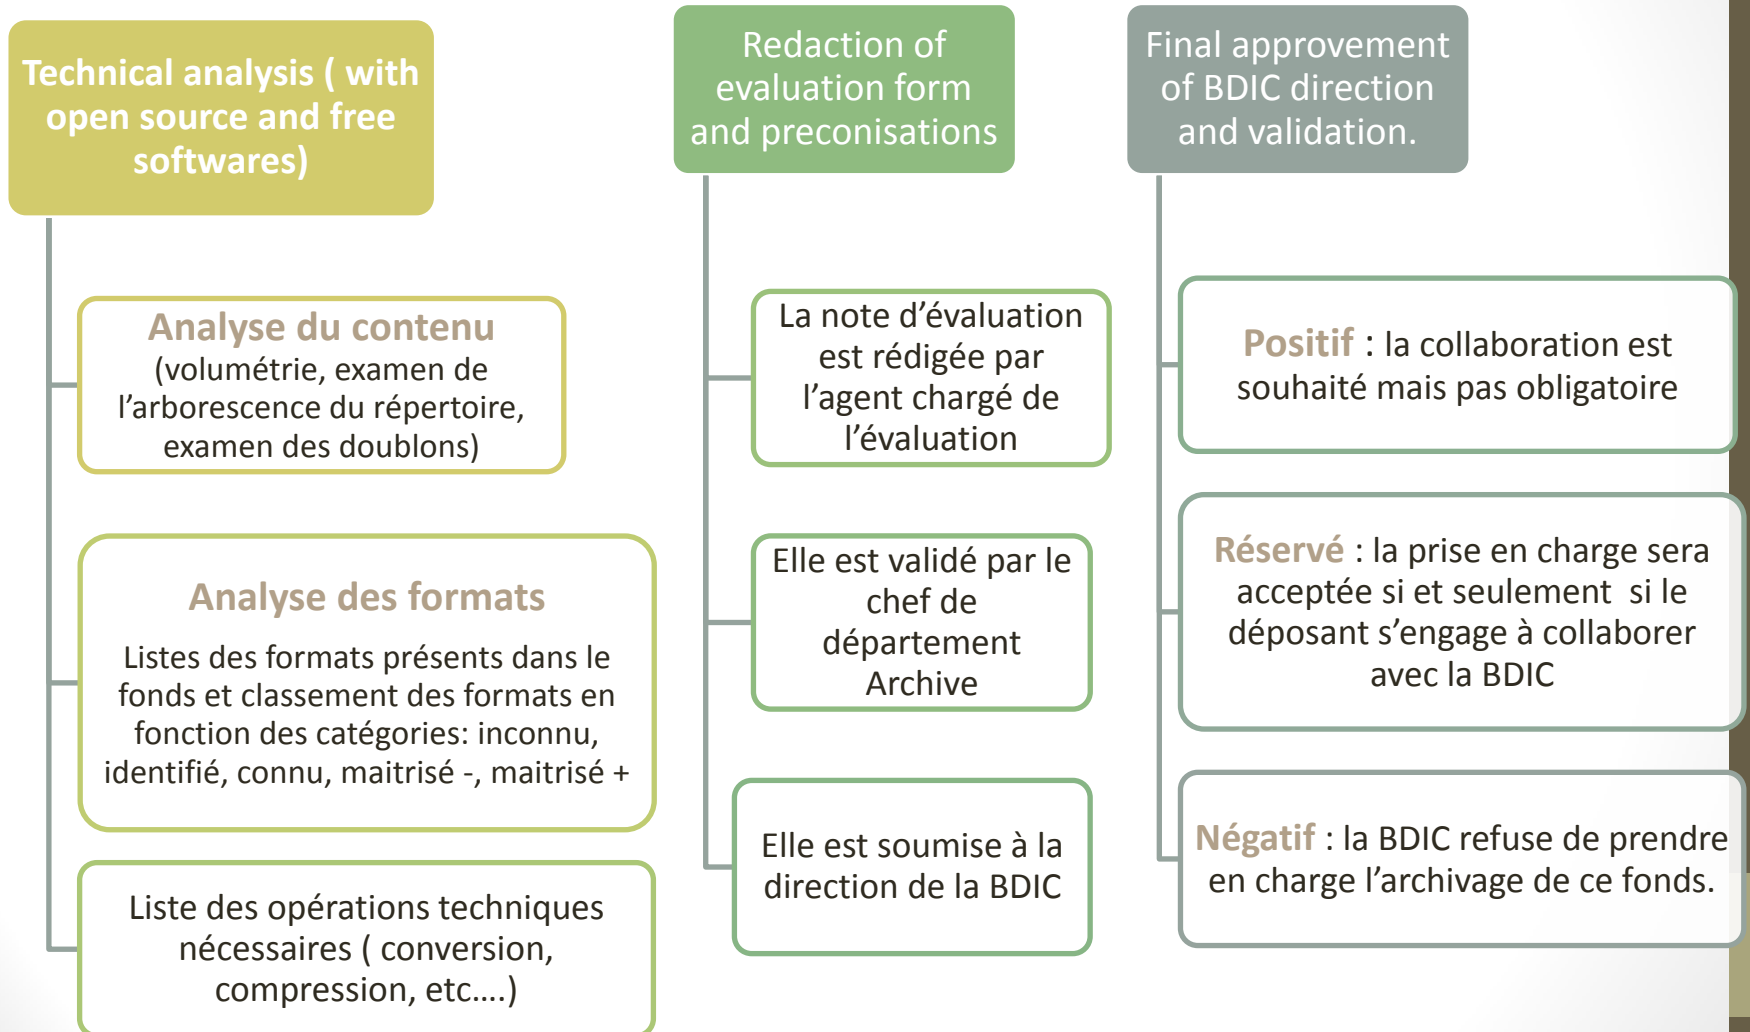 Technical analysis ( with
open source and free
softwares)
Analyse du contenu
(volumétrie, examen de
l’arborescence du répertoire,
examen des doublons)
Analyse des formats
Listes des formats présents dans le
fonds et classement des formats en
fonction des catégories: inconnu,
identifié, connu, maitrisé -, maitrisé +
Liste des opérations techniques
nécessaires ( conversion,
compression, etc….)
Redaction of
evaluation form
and preconisations
La note d’évaluation
est rédigée par
l’agent chargé de
l’évaluation
Elle est validé par le
chef de
département
Archive
Elle est soumise à la
direction de la BDIC
Final approvement
of BDIC direction
and validation.
Positif : la collaboration est
souhaité mais pas obligatoire
Réservé : la prise en charge sera
acceptée si et seulement  si le
déposant s’engage à collaborer
avec la BDIC
Négatif : la BDIC refuse de prendre
en charge l’archivage de ce fonds.